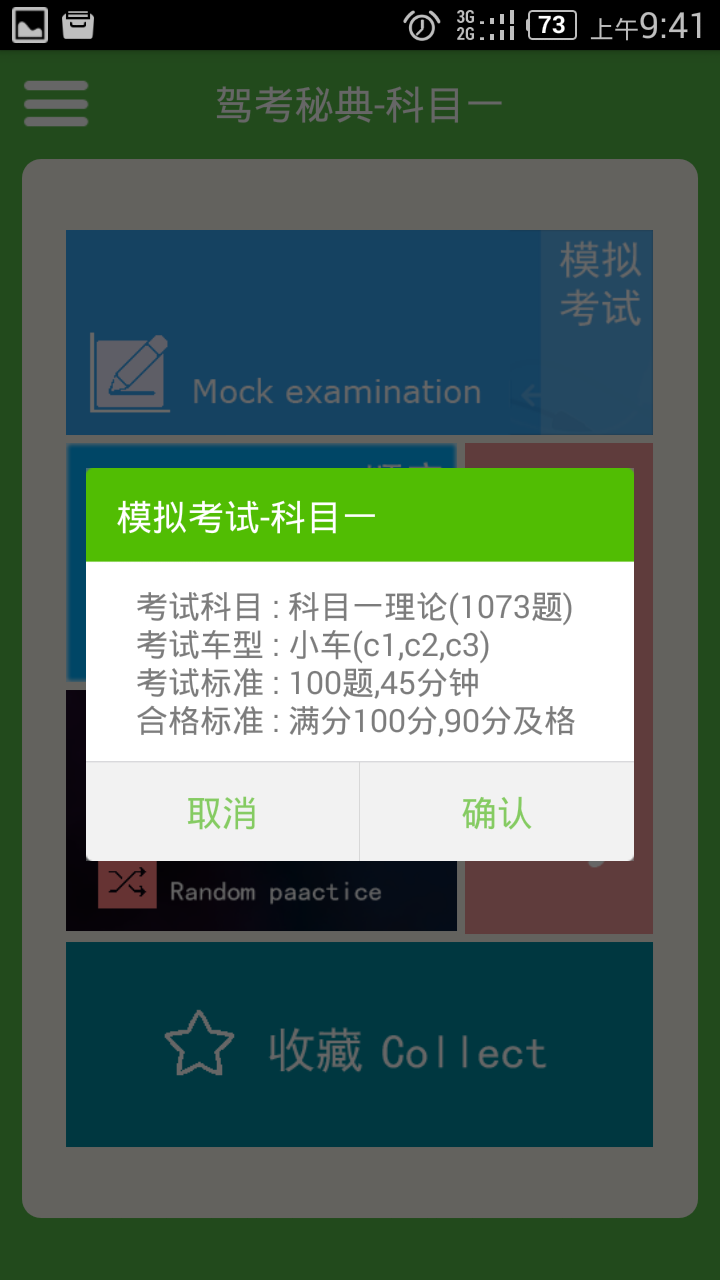 3G
2G
73
上午9:41
驾考秘典-科目一
模拟
考试
Mock examination
模拟考试-科目一
考试科目 : 科目一理论(1073题)
考试车型 : 小车(c1,c2,c3)
考试标准 : 100题,45分钟
合格标准 : 满分100分,90分及格
取消
确认
Random paactice
收藏 Collect